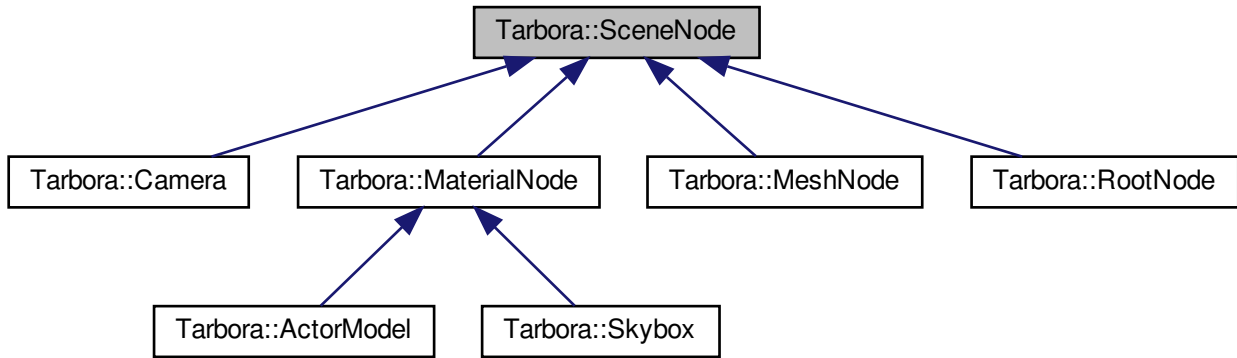 Tarbora::SceneNode
Tarbora::Camera
Tarbora::MaterialNode
Tarbora::MeshNode
Tarbora::RootNode
Tarbora::ActorModel
Tarbora::Skybox